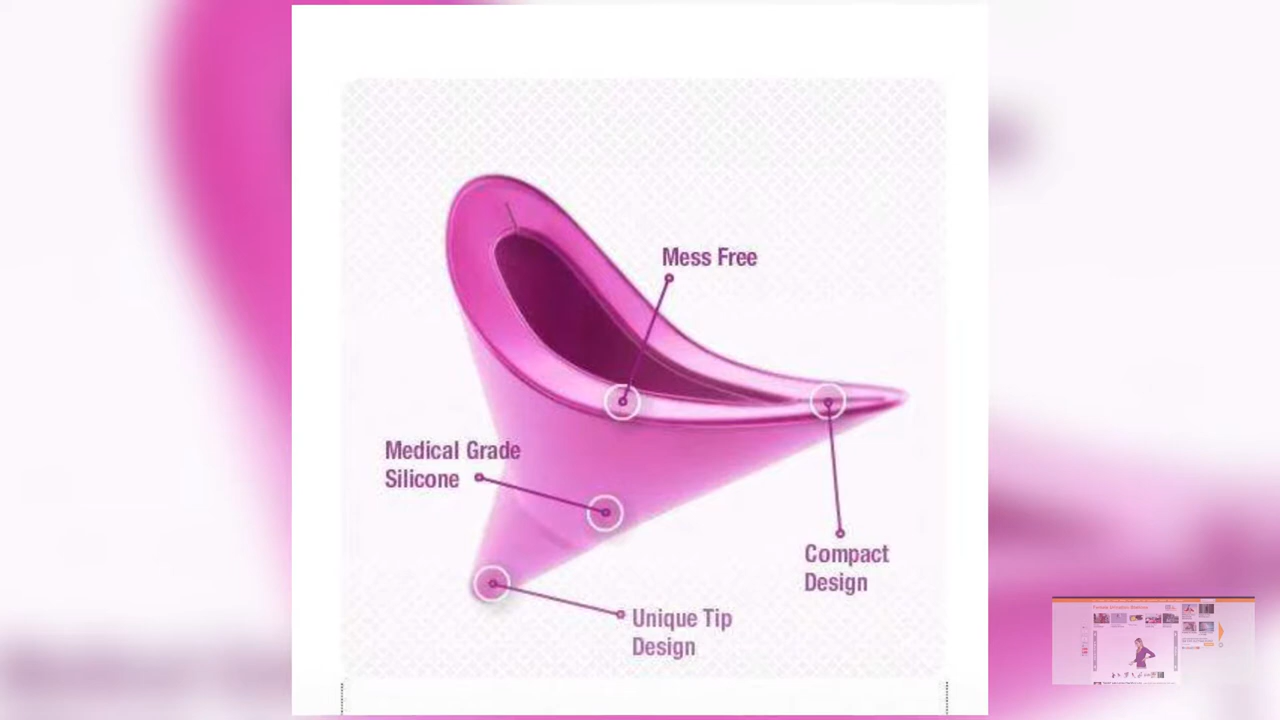 Mess Free
Medical Grade
Silicone
Compact
Design
Unique Tip
Design